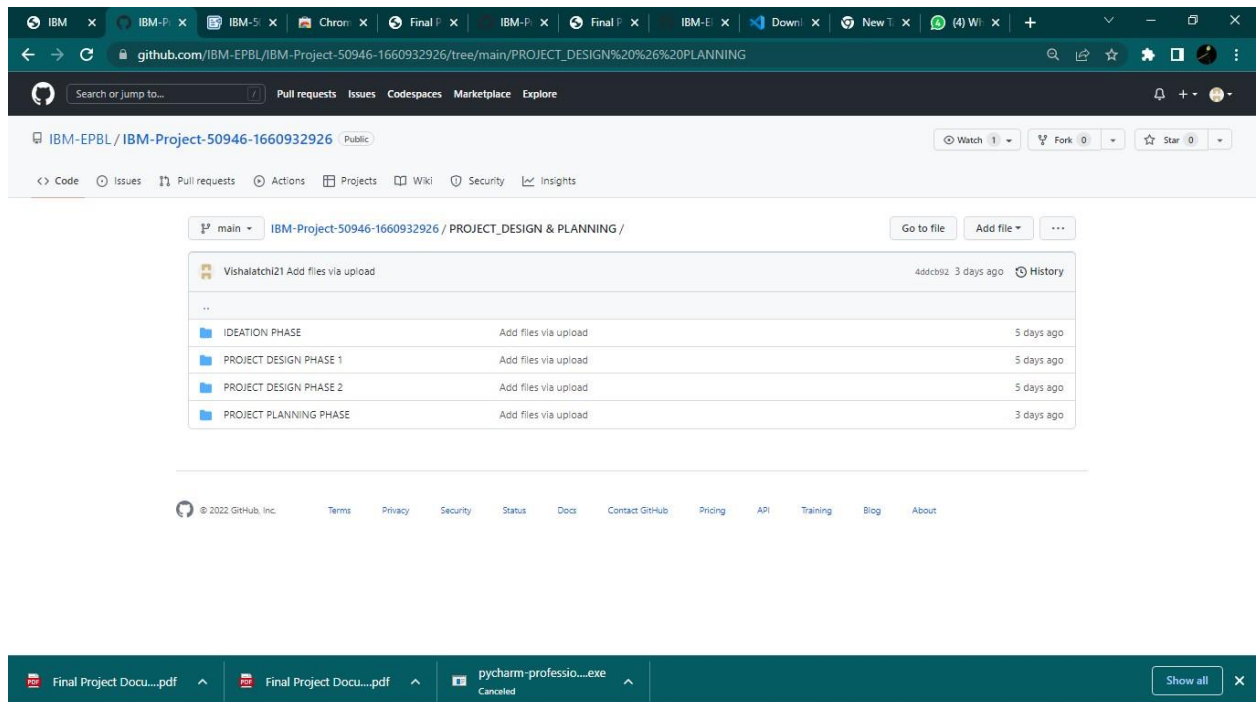 IBM IBM-P IBM-5 Chrom Final P IBM-P Final P IBM-E Downl New T (4) Wh
github.com/IBM-EPBL/IBM-Project-50946-1660932926/tree/main/PROJECT_DESIGN%20%26%20PLANNING
Search or jump to... / Pull requests Issues Codespaces Marketplace Explore
IBM-EPBL / IBM-Project-50946-1660932926 Public Watch 1 Fork 0 Star 0
<> Code Issues Pull requests Actions Projects Wiki Security Insights
main IBM-Project-50946-1660932926 / PROJECT_DESIGN & PLANNING / Go to file Add file ...
Vishalatchi21 Add files via upload 4ddcb92 3 days ago History
..
IDEATION PHASE Add files via upload 5 days ago
PROJECT DESIGN PHASE 1 Add files via upload 5 days ago
PROJECT DESIGN PHASE 2 Add files via upload 5 days ago
PROJECT PLANNING PHASE Add files via upload 3 days ago
© 2022 GitHub, Inc. Terms Privacy Security Status Docs Contact GitHub Pricing API Training Blog About
Final Project Docu....pdf Final Project Docu....pdf pycharm-professio....exe Show all
Canceled